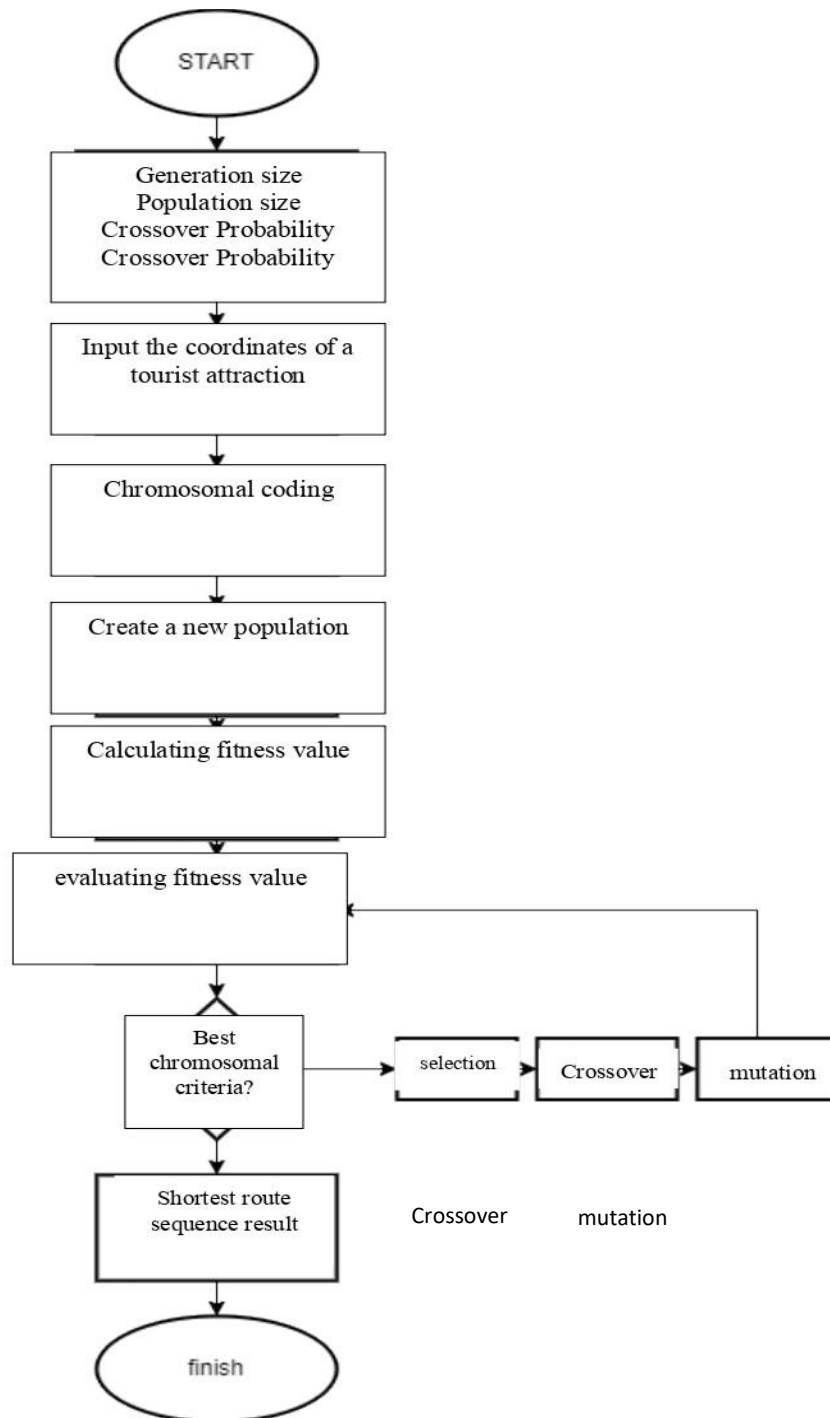 START
Generation size
Population size
Crossover Probability
Crossover Probability
Input the coordinates of a
tourist attraction
Chromosomal coding
Create a new population
Calculating fitness value
evaluating fitness value
Best
chromosomal
criteria?
selection
Crossover
mutation
Shortest route
sequence result
Crossover
mutation
finish